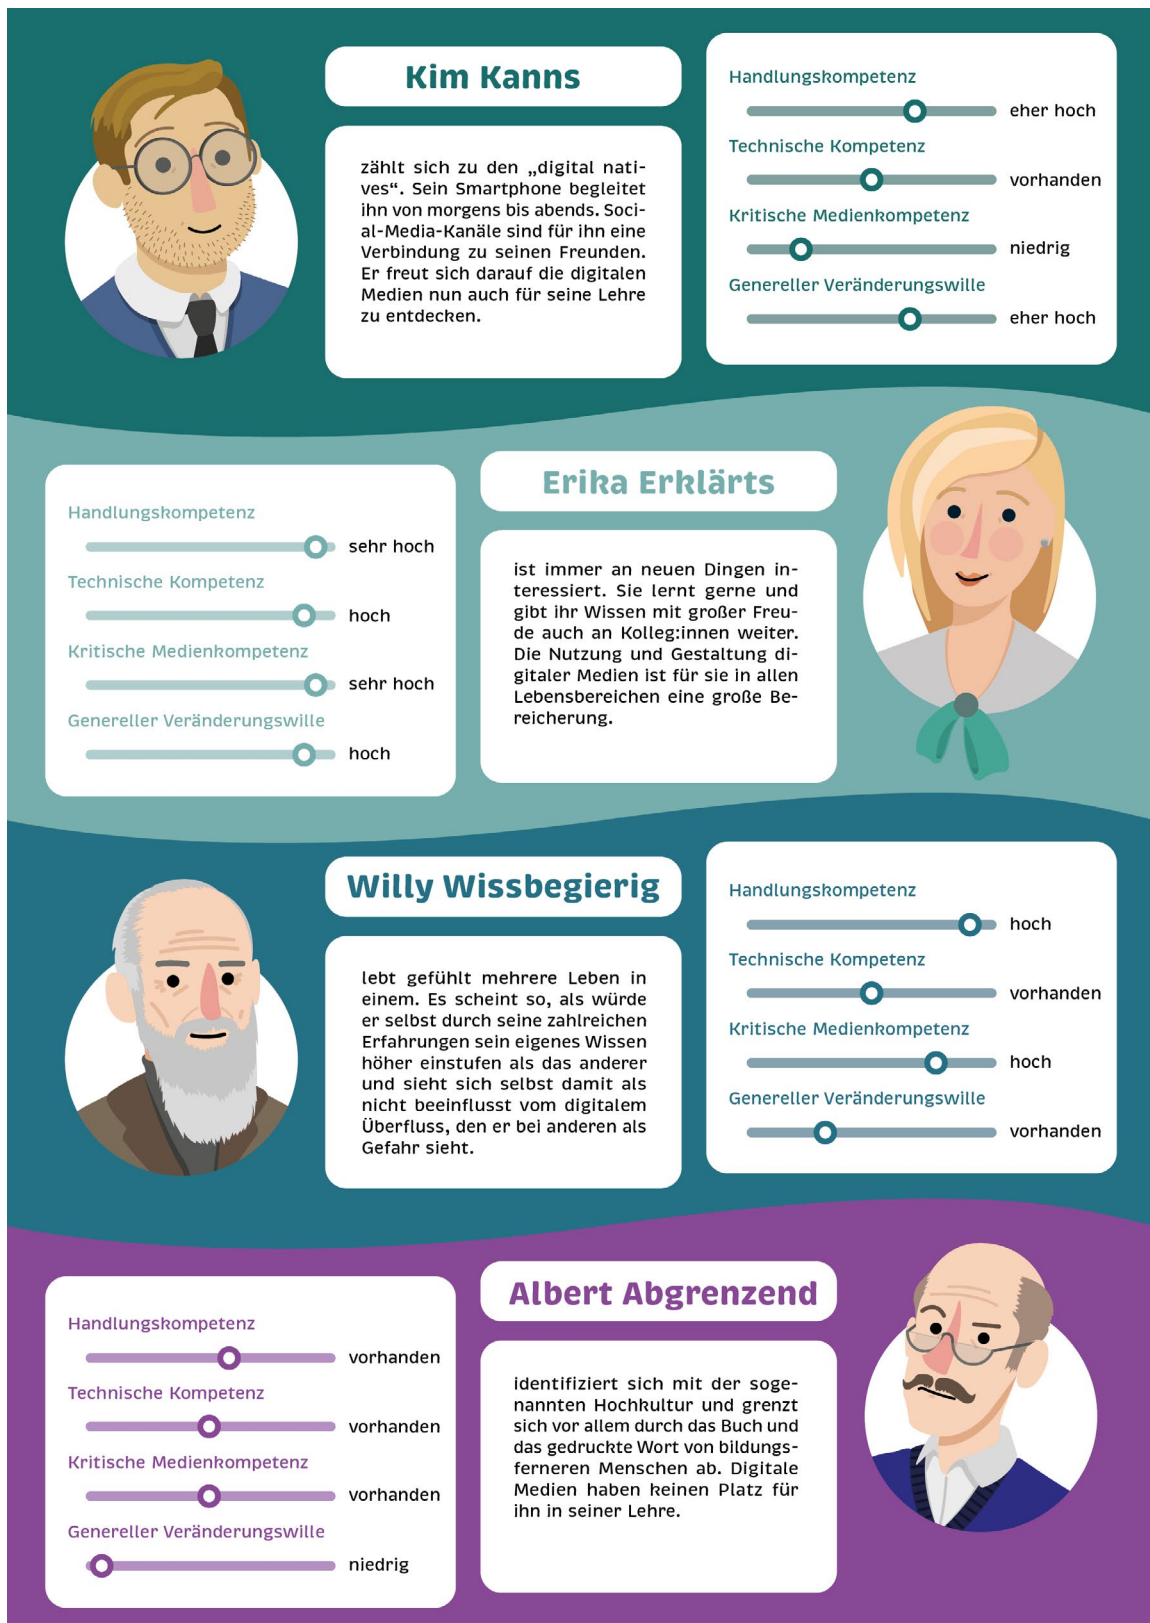 Kim Kanns
zählt sich zu den „digital nati-
ves“. Sein Smartphone begleitet
ihn von morgens bis abends. Soci-
al-Media-Kanäle sind für ihn eine
Verbindung zu seinen Freunden.
Er freut sich darauf die digitalen
Medien nun auch für seine Lehre
zu entdecken.
Handlungskompetenz
eher hoch
Technische Kompetenz
vorhanden
Kritische Medienkompetenz
niedrig
Genereller Veränderungswille
eher hoch
Handlungskompetenz
sehr hoch
Technische Kompetenz
hoch
Kritische Medienkompetenz
sehr hoch
Genereller Veränderungswille
hoch
Erika Erklärts
ist immer an neuen Dingen in-
teressiert. Sie lernt gerne und
gibt ihr Wissen mit großer Freu-
de auch an Kolleg:innen weiter.
Die Nutzung und Gestaltung di-
gitaler Medien ist für sie in allen
Lebensbereichen eine große Be-
reicherung.
Willy Wissbegierig
lebt gefühlt mehrere Leben in
einem. Es scheint so, als würde
er selbst durch seine zahlreichen
Erfahrungen sein eigenes Wissen
höher einstufen als das anderer
und sieht sich selbst damit als
nicht beeinflusst vom digitalem
Überfluss, den er bei anderen als
Gefahr sieht.
Handlungskompetenz
hoch
Technische Kompetenz
vorhanden
Kritische Medienkompetenz
hoch
Genereller Veränderungswille
vorhanden
Handlungskompetenz
vorhanden
Technische Kompetenz
vorhanden
Kritische Medienkompetenz
vorhanden
Genereller Veränderungswille
niedrig
Albert Abgrenzend
identifiziert sich mit der soge-
nannten Hochkultur und grenzt
sich vor allem durch das Buch und
das gedruckte Wort von bildungs-
ferneren Menschen ab. Digitale
Medien haben keinen Platz für
ihn in seiner Lehre.